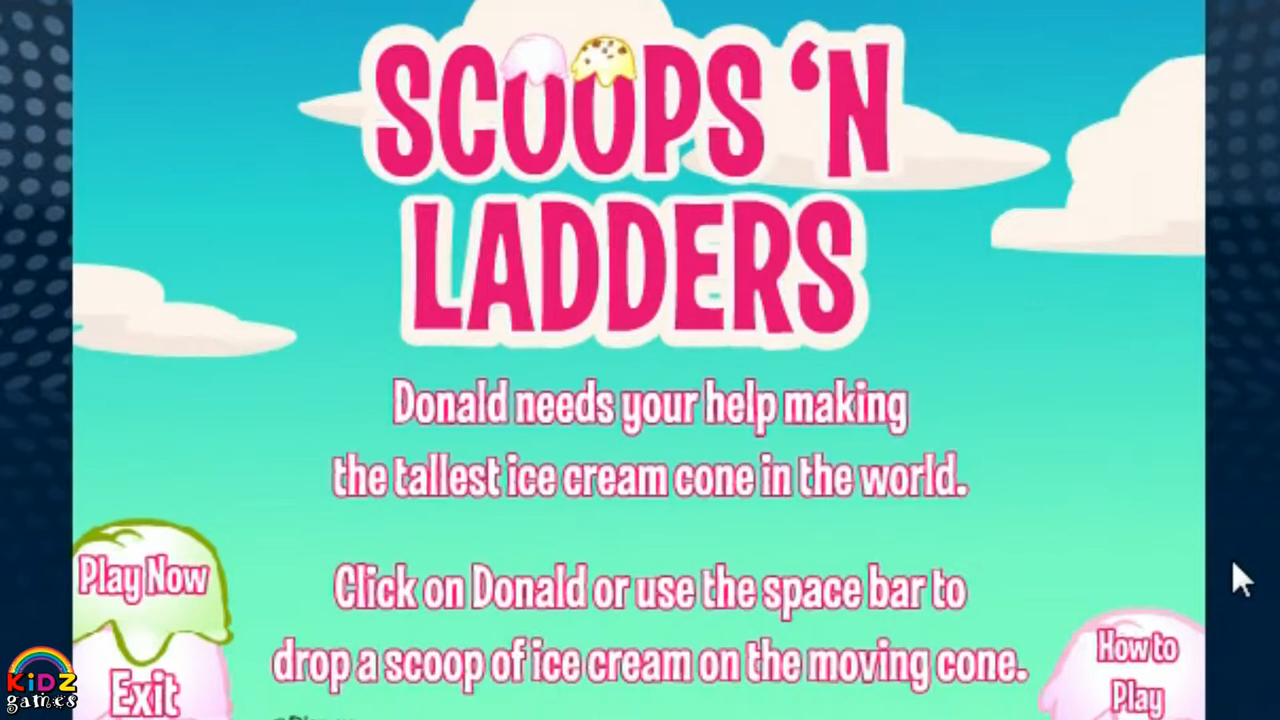 SCOOPS 'N
LADDERS
Donald needs your help making
the tallest ice cream cone in the world.
Click on Donald or use the space bar to
drop a scoop of ice cream on the moving cone.
Play Now
Exit
How to
Play
KiDZ
games